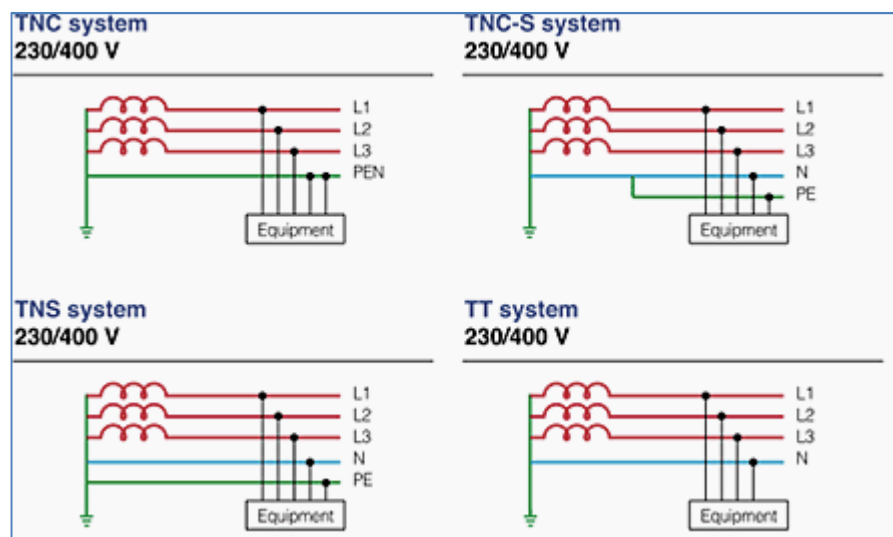 TNC system
230/400 V
L1
L2
L3
PEN
Equipment
TNC-S system
230/400 V
L1
L2
L3
N
PE
Equipment
TNS system
230/400 V
L1
L2
L3
N
PE
Equipment
TT system
230/400 V
L1
L2
L3
N
Equipment